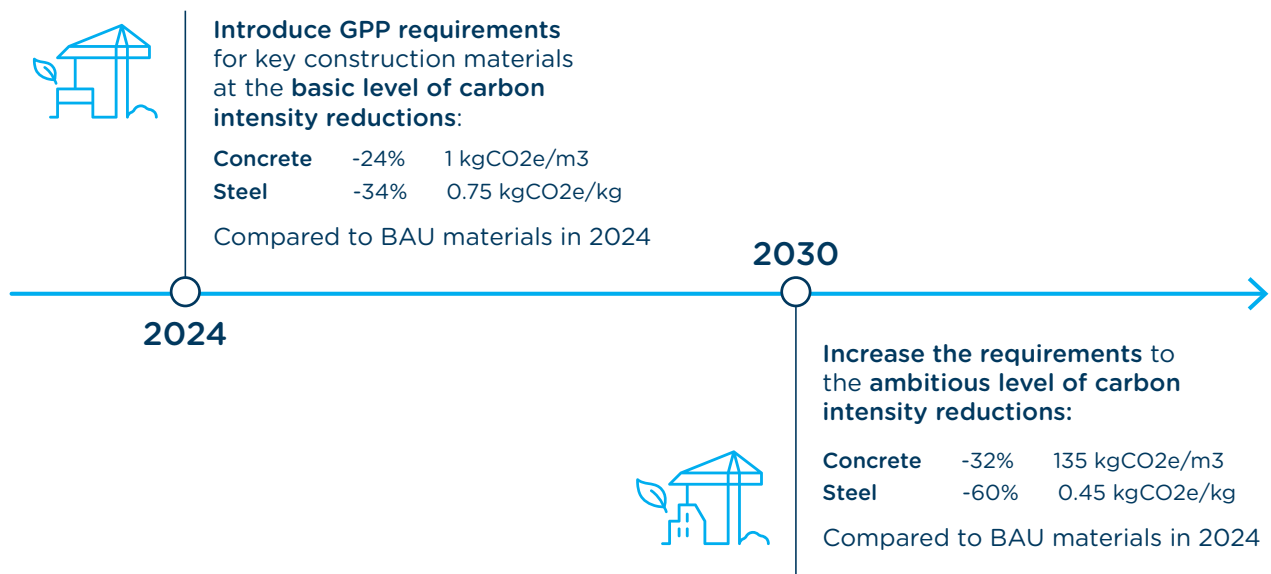 Introduce GPP requirements
for key construction materials
at the basic level of carbon
intensity reductions:
Concrete -24% 1 kgCO2e/m3
Steel -34% 0.75 kgCO2e/kg
Compared to BAU materials in 2024
2024
2030
Increase the requirements to
the ambitious level of carbon
intensity reductions:
Concrete -32% 135 kgCO2e/m3
Steel -60% 0.45 kgCO2e/kg
Compared to BAU materials in 2024